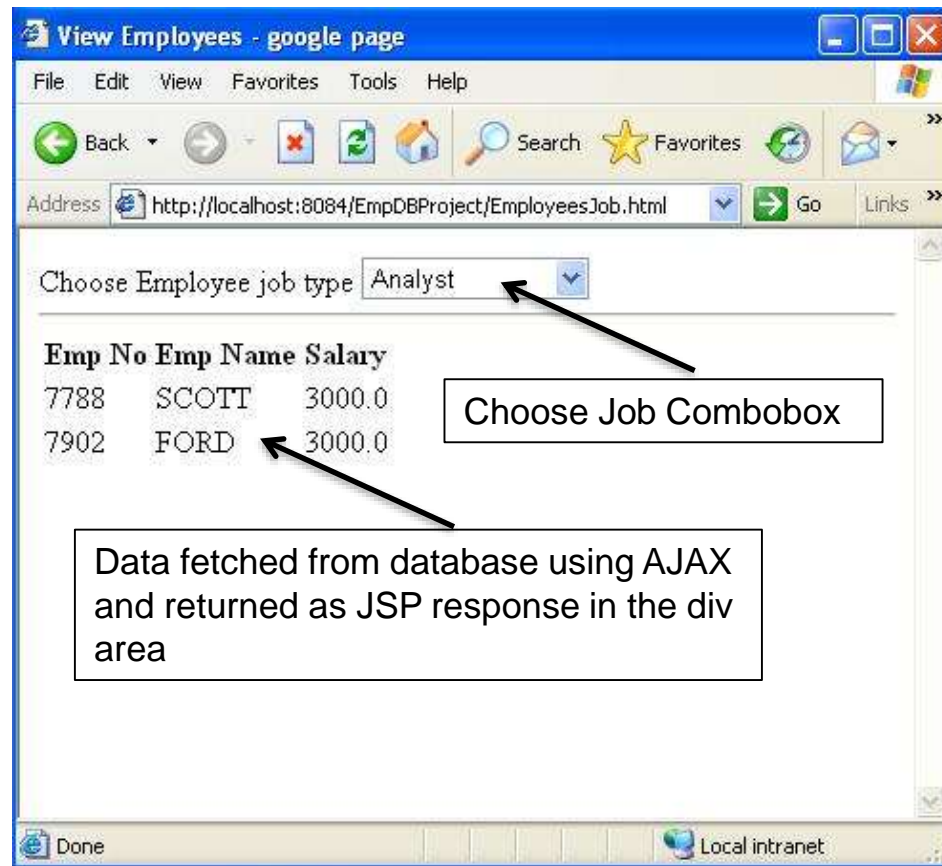 View Employees - google page
File Edit View Favorites Tools Help
Back Search Favorites »
Address http://localhost:8084/EmpDBProject/EmployeesJob.html Go Links »
Choose Employee job type Analyst
Emp No Emp Name Salary
7788 SCOTT 3000.0
7902 FORD 3000.0
Choose Job Combobox
Data fetched from database using AJAX
and returned as JSP response in the div
area
Done Local intranet